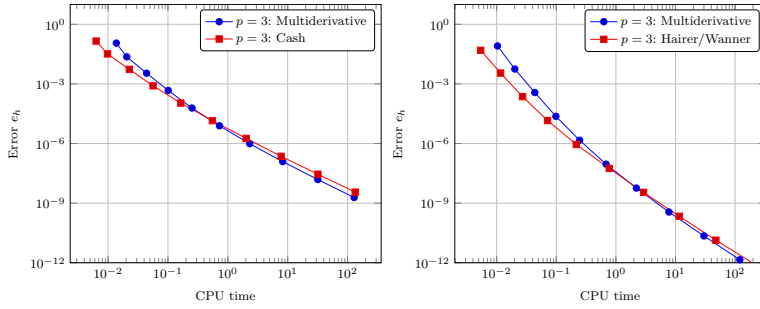 10^0
10^−3
10^−6
10^−9
10^−12
Error e_h
10^−2
10^−1
10^0
10^1
10^2
CPU time
p = 3: Multiderivative
p = 3: Cash
10^0
10^−3
10^−6
10^−9
10^−12
Error e_h
10^−2
10^−1
10^0
10^1
10^2
CPU time
p = 3: Multiderivative
p = 3: Hairer/Wanner